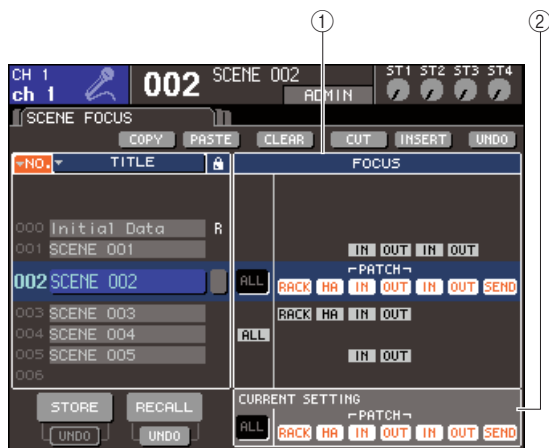 ① ②
CH 1
ch 1
002 SCENE 002
ADMIN
ST1 ST2 ST3 ST4
SCENE FOCUS
COPY PASTE CLEAR CUT INSERT UNDO
NO. TITLE FOCUS
000 Initial Data R
001 SCENE 001 IN OUT IN OUT
PATCH
002 SCENE 002 ALL RACK HA IN OUT IN OUT SEND
003 SCENE 003 RACK HA IN OUT
004 SCENE 004 ALL
005 SCENE 005 IN OUT
006
STORE RECALL
UNDO UNDO
CURRENT SETTING
PATCH
ALL RACK HA IN OUT IN OUT SEND